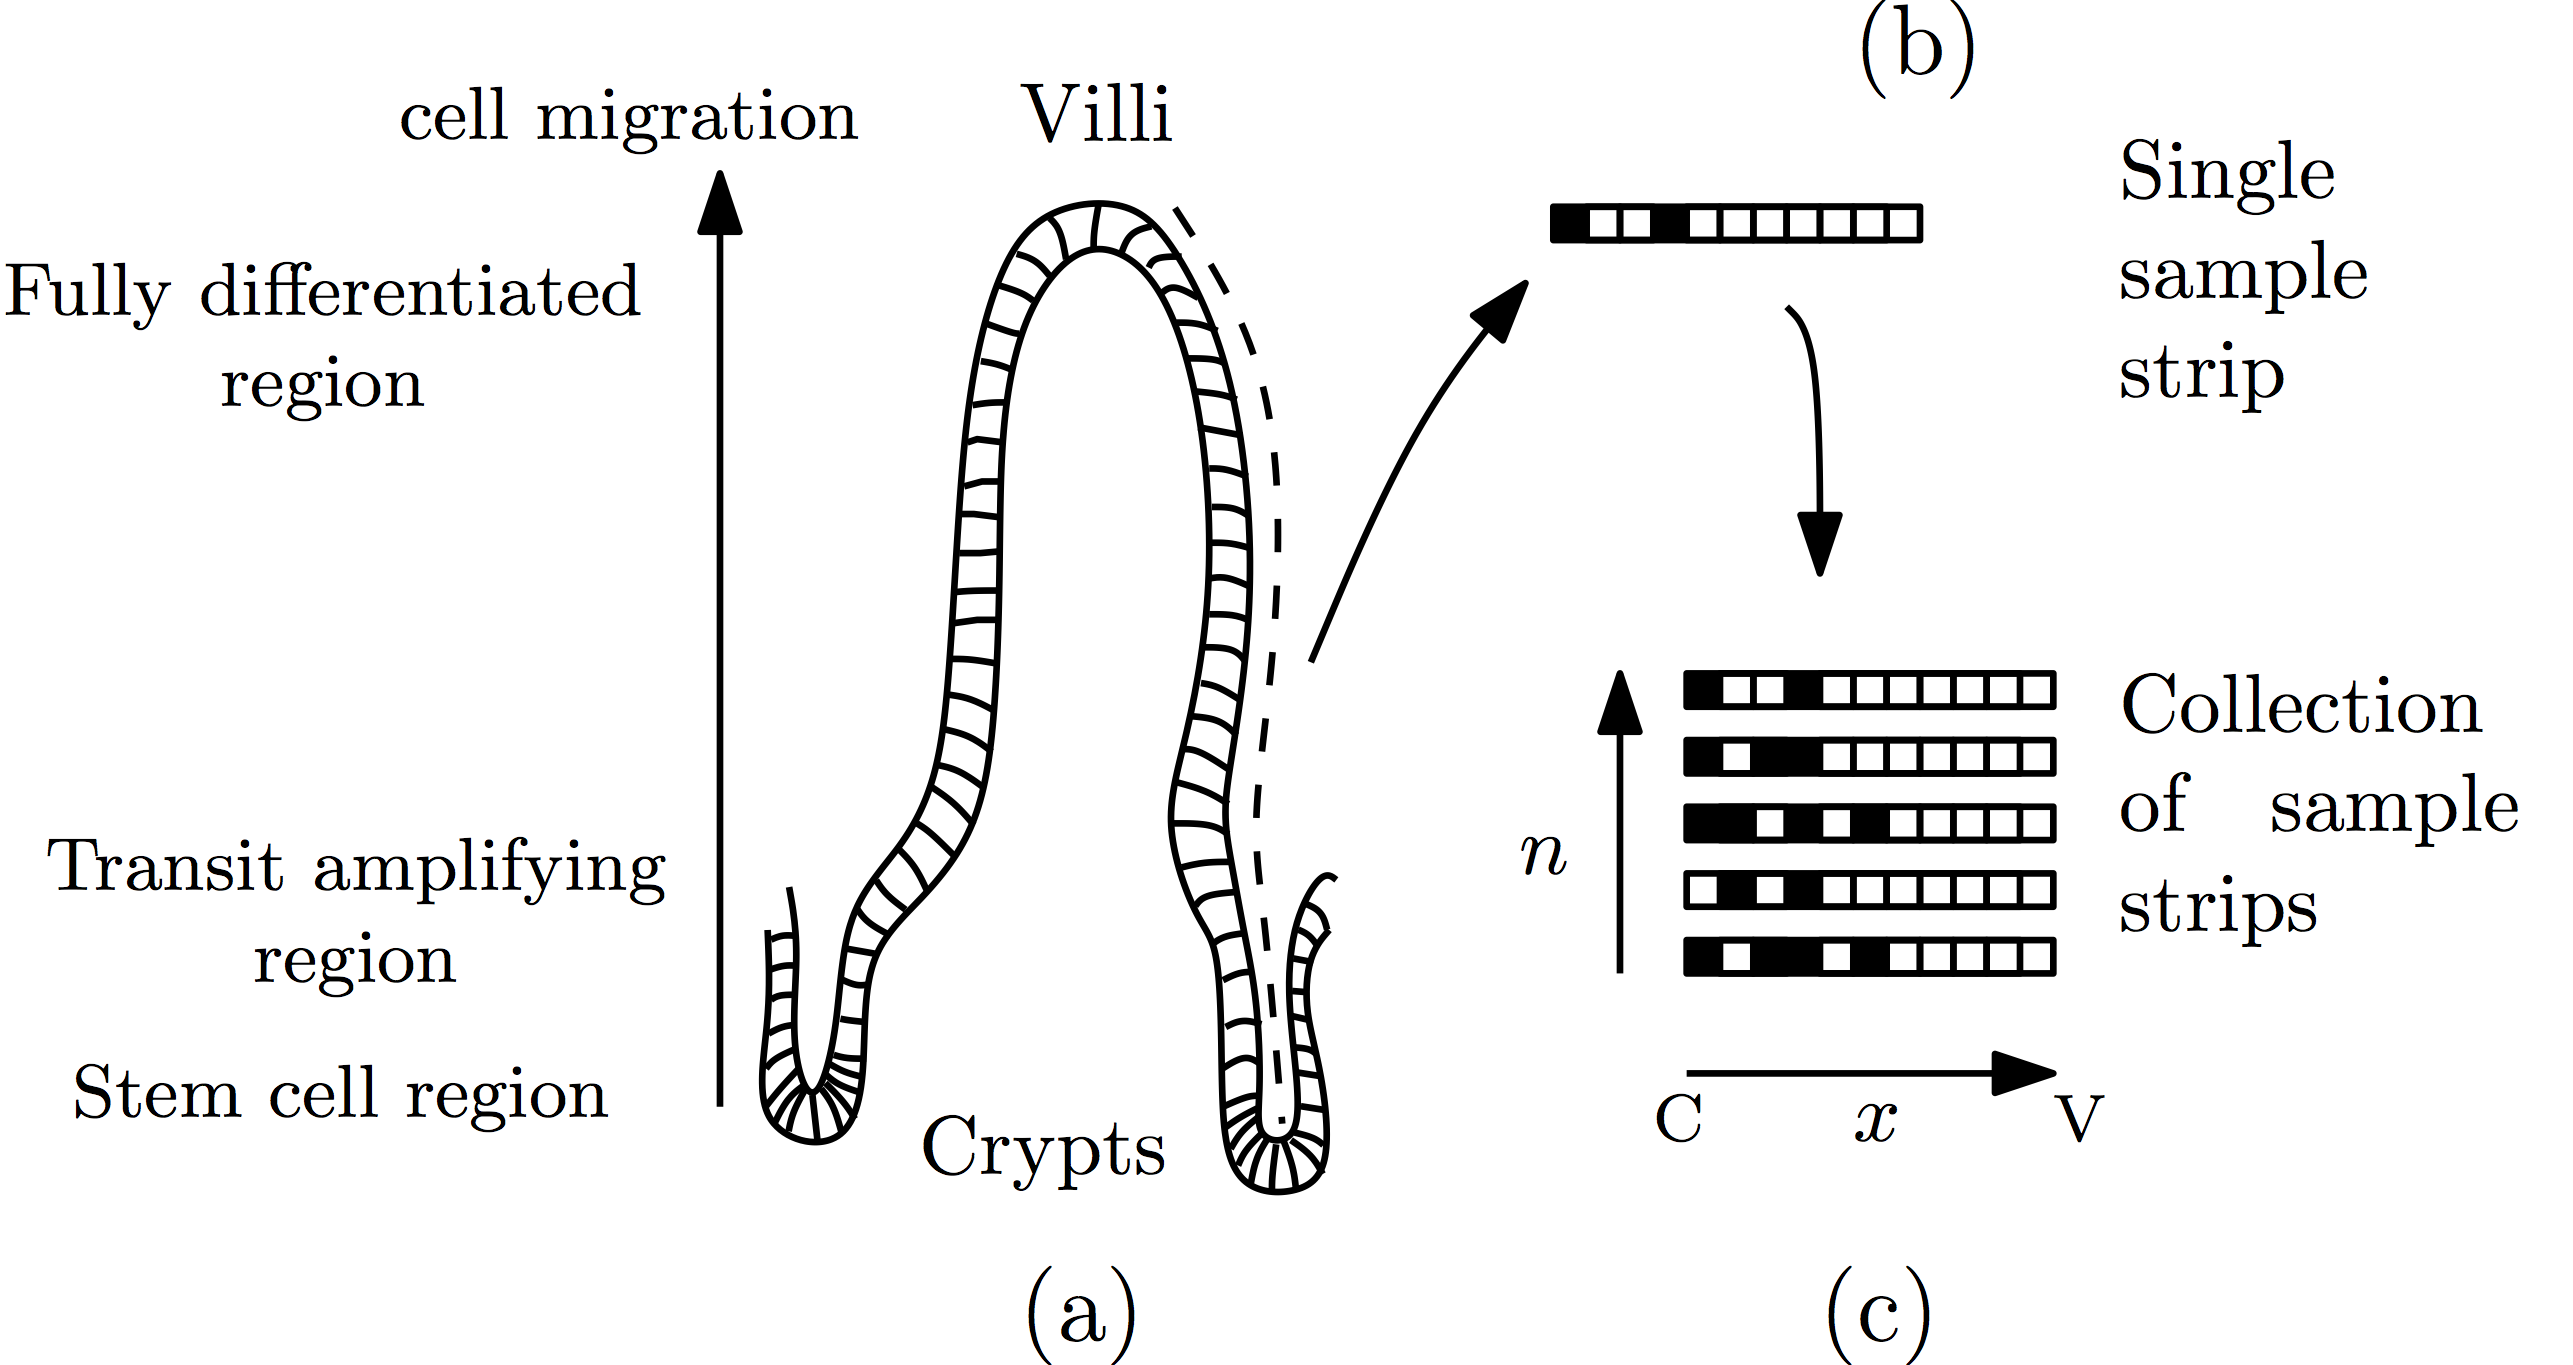 (b)
cell migration
Villi
Single
sample
strip
Fully differentiated
region
Collection
of sample
strips
n
Transit amplifying
region
Stem cell region
Crypts
C x V
(a)
(c)